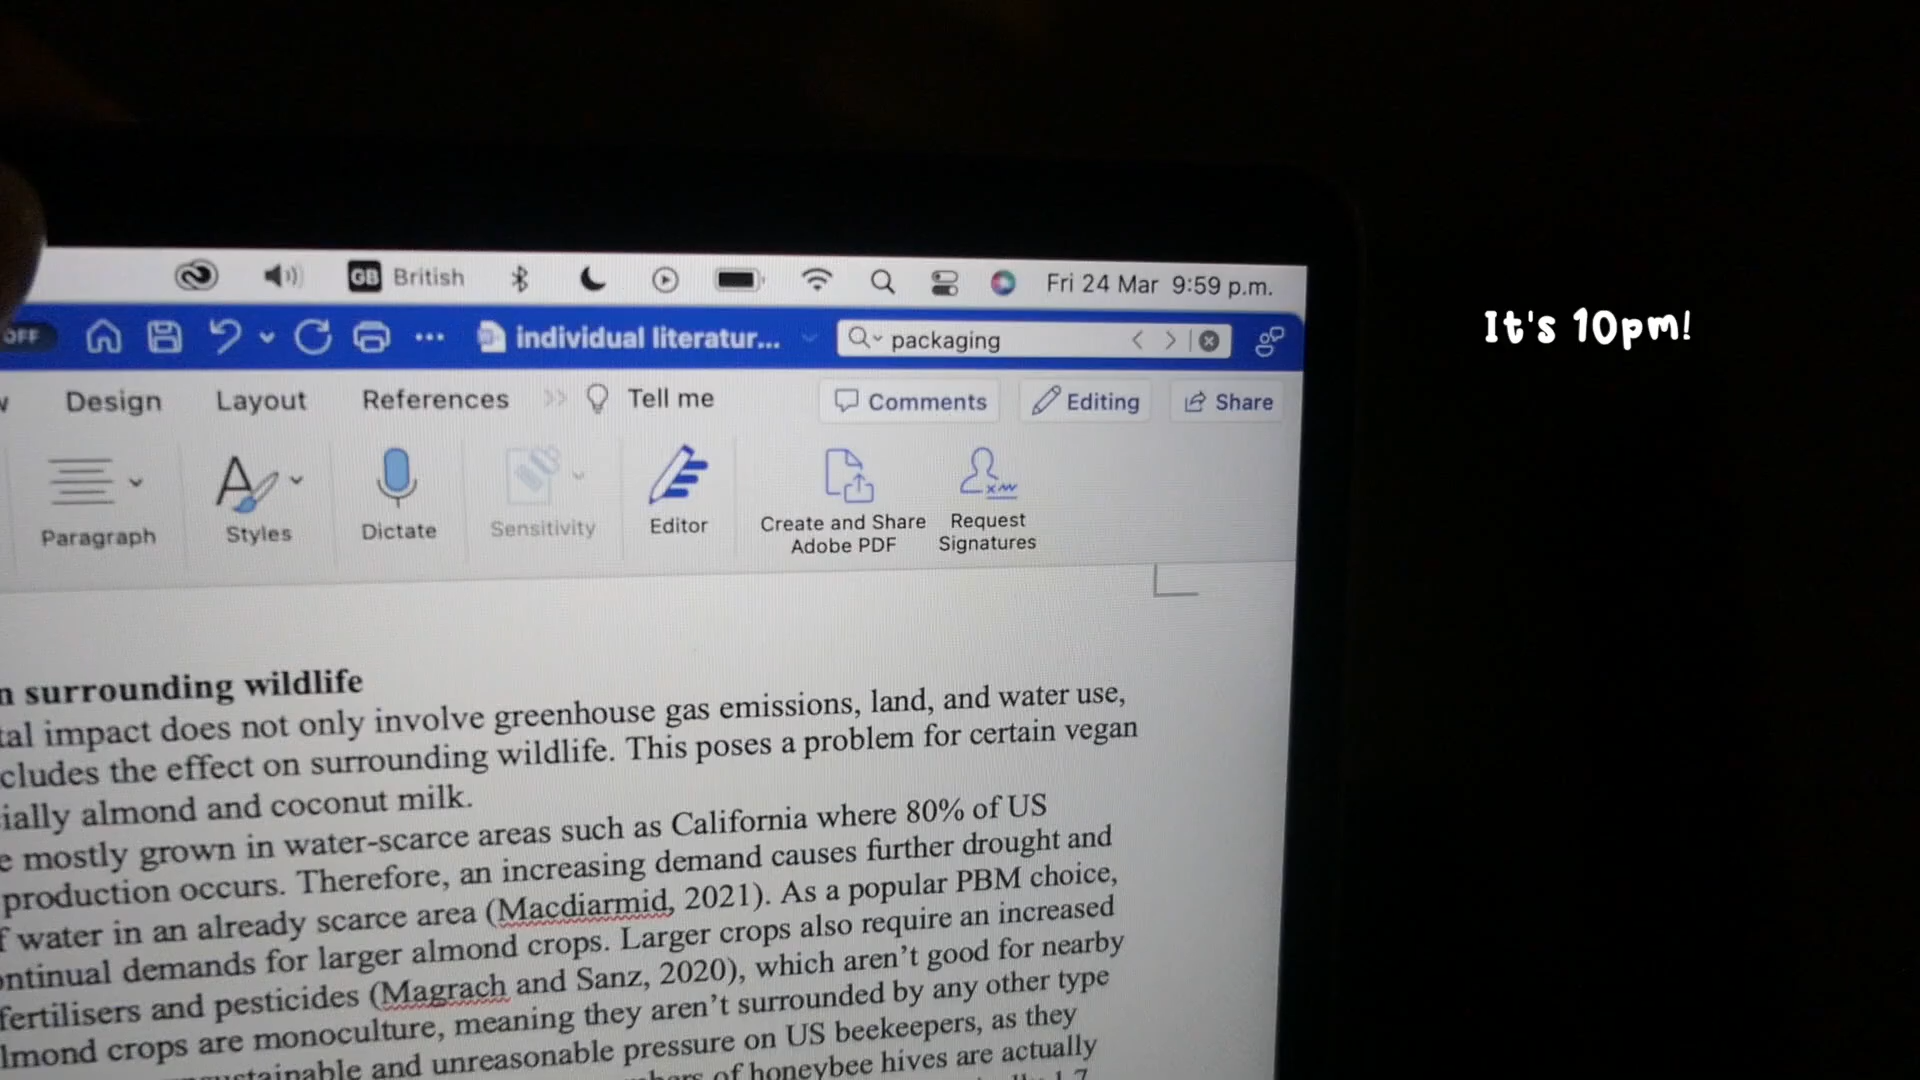 GB British
Fri 24 Mar 9:59 p.m.
OFF
individual literatur...
packaging
It's 10pm!
Design
Layout
References
Tell me
Comments
Editing
Share
Paragraph
Styles
Dictate
Sensitivity
Editor
Create and Share
Adobe PDF
Request
Signatures
n surrounding wildlife
tal impact does not only involve greenhouse gas emissions, land, and water use,
cludes the effect on surrounding wildlife. This poses a problem for certain vegan
ially almond and coconut milk.
e mostly grown in water-scarce areas such as California where 80% of US
production occurs. Therefore, an increasing demand causes further drought and
f water in an already scarce area (Macdiarmid, 2021). As a popular PBM choice,
ontinual demands for larger almond crops. Larger crops also require an increased
fertilisers and pesticides (Magrach and Sanz, 2020), which aren't good for nearby
lmond crops are monoculture, meaning they aren't surrounded by any other type
ustainable and unreasonable pressure on US beekeepers, as they
of honeybee hives are actually